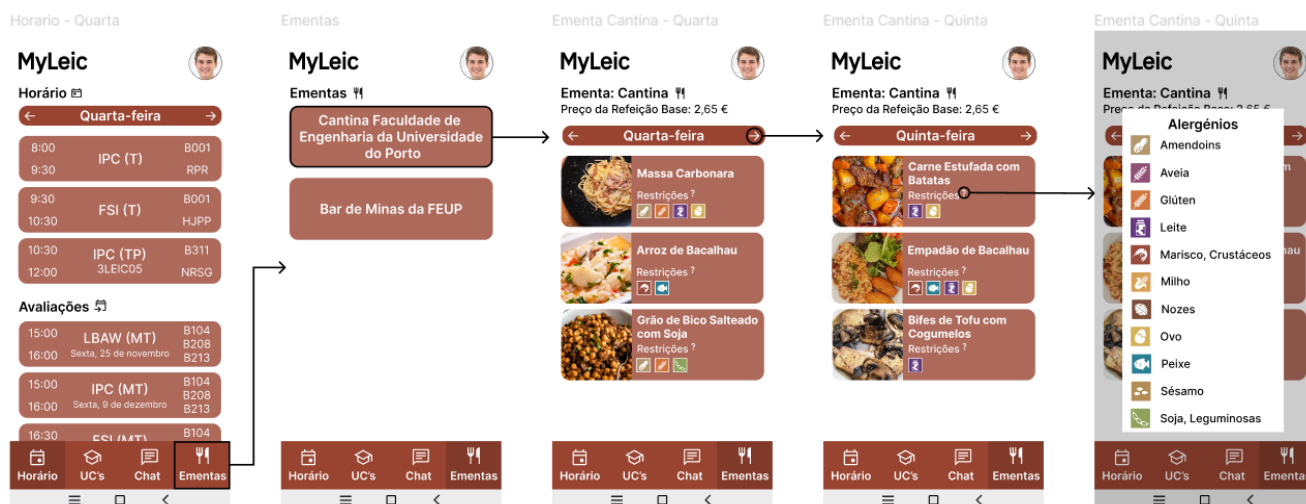 Horario - Quarta
MyLeic
Horário
← Quarta-feira →
8:00 IPC (T) B001
9:30 RPR
9:30 FSI (T) B001
10:30 HJPP
10:30 IPC (TP) B311
12:00 3LEIC05 NRSG
Avaliações
15:00 LBAW (MT) B104
B208
16:00 Sexta, 25 de novembro B213
15:00 IPC (MT) B104
B208
16:00 Sexta, 9 de dezembro B213
16:30 FSI (MT) B104
Horário UC's Chat Ementas
Ementas
MyLeic
Ementas
Cantina Faculdade de
Engenharia da Universidade
do Porto
Bar de Minas da FEUP
Horário UC's Chat Ementas
Ementa Cantina - Quarta
MyLeic
Ementa: Cantina
Preço da Refeição Base: 2,65 €
← Quarta-feira →
Massa Carbonara
Restrições ?
Arroz de Bacalhau
Restrições ?
Grão de Bico Salteado
com Soja
Restrições ?
Horário UC's Chat Ementas
Ementa Cantina - Quinta
MyLeic
Ementa: Cantina
Preço da Refeição Base: 2,65 €
← Quinta-feira →
Carne Estufada com
Batatas
Restrições ?
Empadão de Bacalhau
Restrições ?
Bifes de Tofu com
Cogumelos
Restrições ?
Horário UC's Chat Ementas
Ementa Cantina - Quinta
MyLeic
Ementa: Cantina
Preço da Refeição Base: 2,65 €
Alergénios
Amendoins
Aveia
Glúten
Leite
Marisco, Crustáceos
Milho
Nozes
Ovo
Peixe
Sésamo
Soja, Leguminosas
Horário UC's Chat Ementa